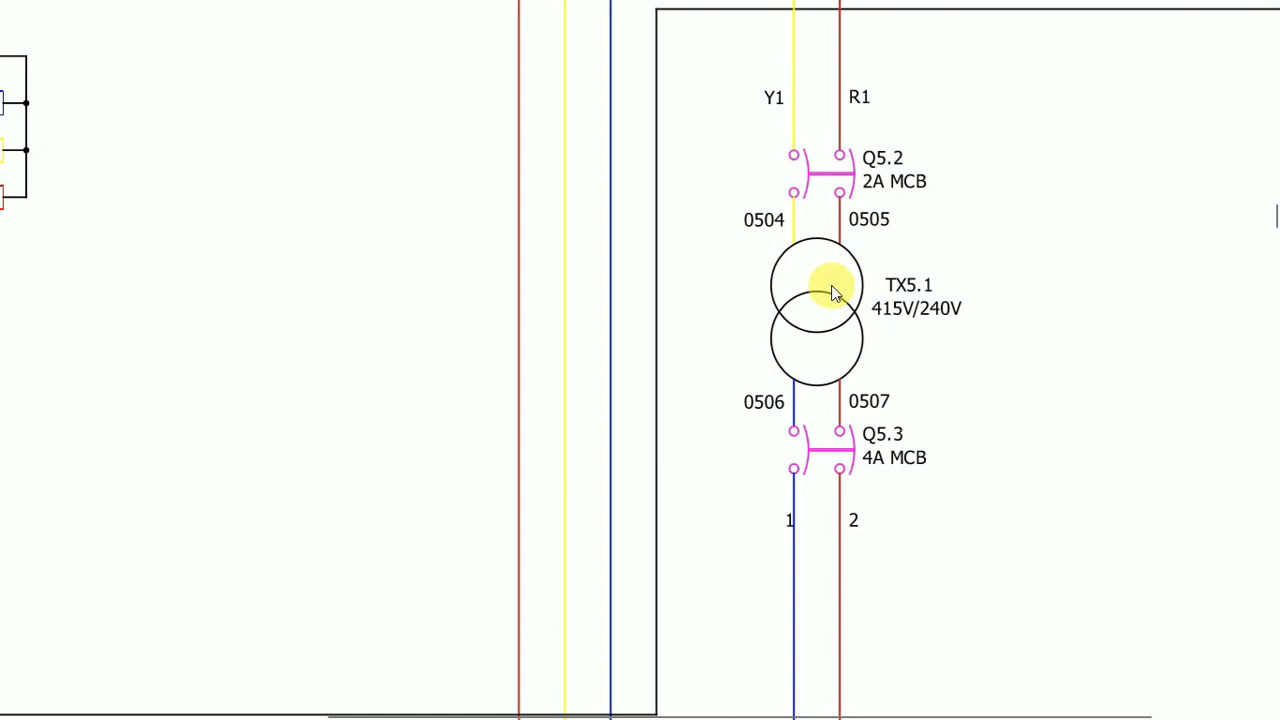 Y1
R1
Q5.2
2A MCB
0504
0505
TX5.1
415V/240V
0506
0507
Q5.3
4A MCB
1
2